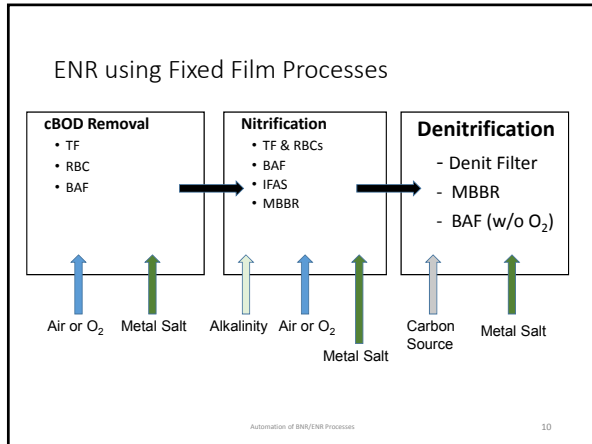 ENR using Fixed Film Processes
cBOD Removal
• TF
• RBC
• BAF
Nitrification
• TF & RBCs
• BAF
• IFAS
• MBBR
Denitrification
- Denit Filter
- MBBR
- BAF (w/o O₂)
Air or O₂
Metal Salt
Alkalinity
Air or O₂
Metal Salt
Carbon
Source
Metal Salt
Automation of BNR/ENR Processes
10